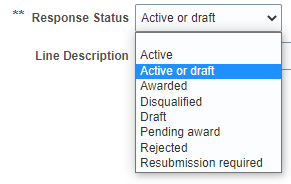 ** Response Status Active or draft
Active
Line Description Active or draft
Awarded
Disqualified
Draft
Pending award
Rejected
Resubmission required